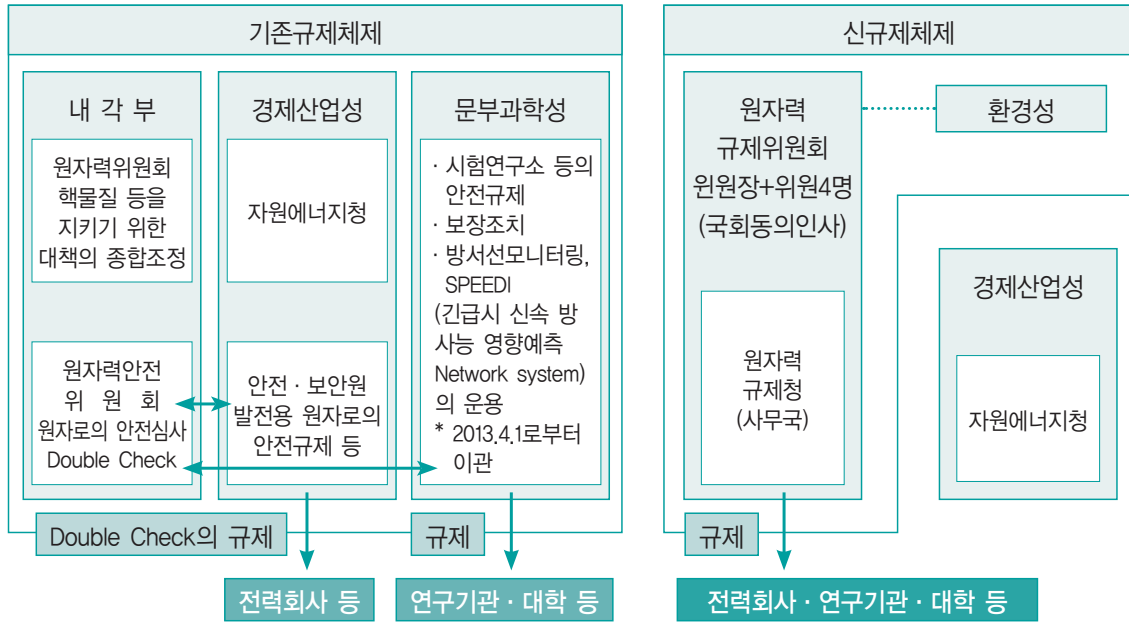 기존규제체제
내 각 부
원자력위원회
핵물질 등을
지키기 위한
대책의 종합조정
원자력안전
위 원 회
원자로의 안전심사
Double Check
경제산업성
자원에너지청
안전 · 보안원
발전용 원자로의
안전규제 등
문부과학성
· 시험연구소 등의
안전규제
· 보장조치
· 방서선모니터링,
SPEEDI
(긴급시 신속 방
사능 영향예측
Network system)
의 운용
* 2013.4.1로부터
이관
Double Check의 규제
규제
전력회사 등
연구기관 · 대학 등
신규제체제
원자력
규제위원회
윈원장+위원4명
(국회동의인사)
원자력
규제청
(사무국)
환경성
경제산업성
자원에너지청
규제
전력회사 · 연구기관 · 대학 등